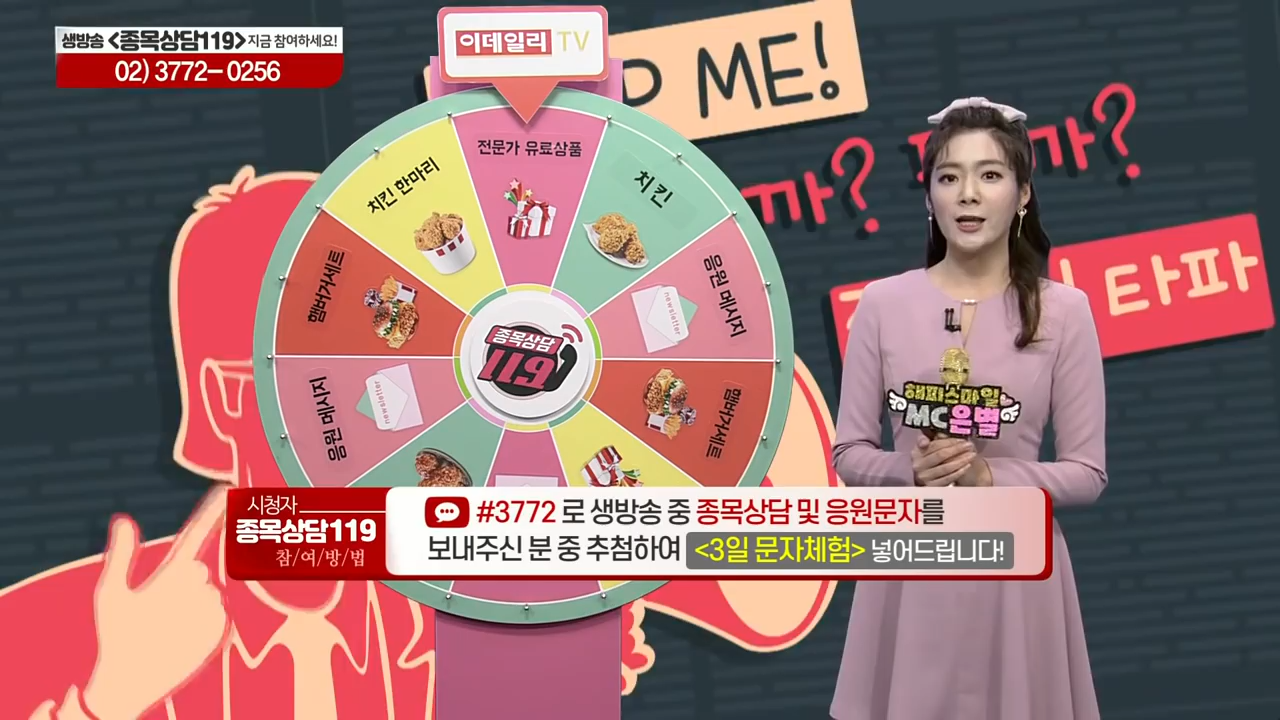 생방송 <종목상담119> 지금 참여하세요!
02) 3772-0256
이데일리 TV
ME!
까?
까?
타파
전문가 유료상품
치킨
응원 메시지
햄버거세트
응원 메시지
햄버거세트
치킨 한마리
newsletter
newsletter
종목상담
119
해피스마일
MC은별
시청자
종목상담119
참/여/방/법
#3772 로 생방송 중 종목상담 및 응원문자를
보내주신 분 중 추첨하여 <3일 문자체험> 넣어드립니다!